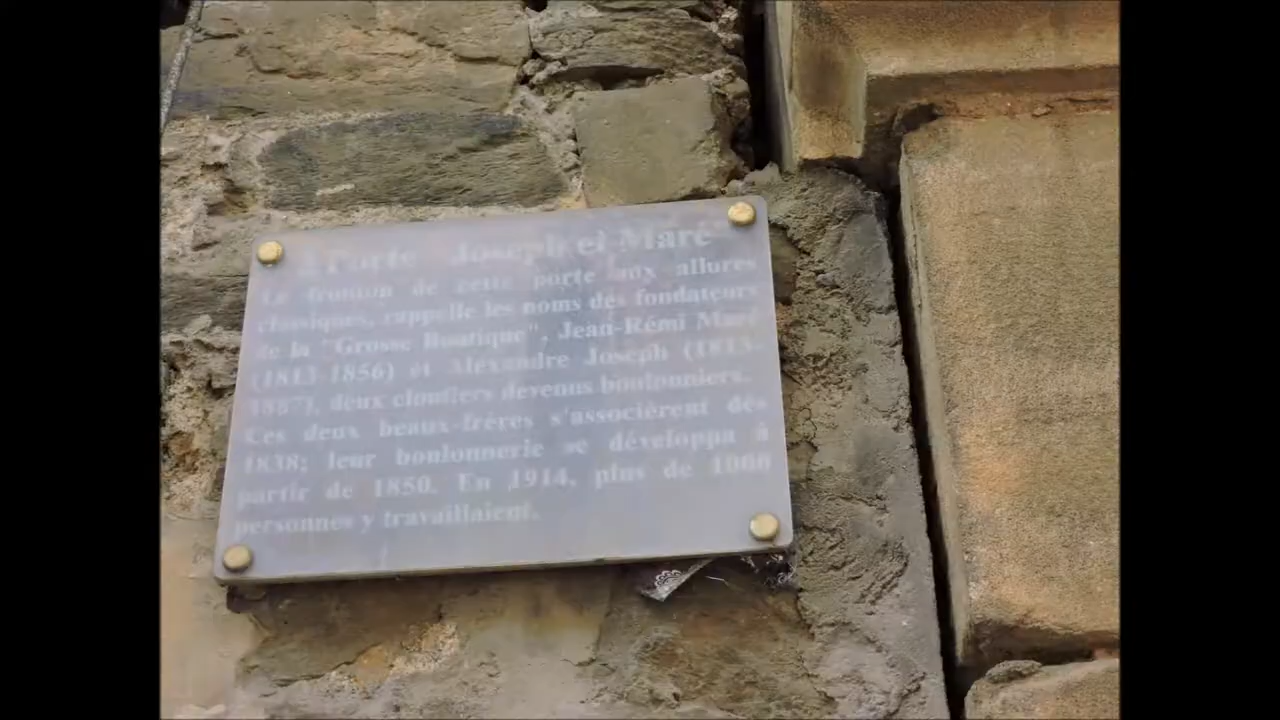 Porte Joseph et Maré
Le fronton de cette porte aux allures
classiques, rappelle les noms des fondateurs
de la "Grosse Boutique", Jean-Rémi Maré
(1813-1856) et Alexandre Joseph (1813-
1887), deux cloutiers devenus boulonniers.
Ces deux beaux-frères s'associèrent dès
1838; leur boulonnerie se développa à
partir de 1850. En 1914, plus de 1000
personnes y travaillaient.